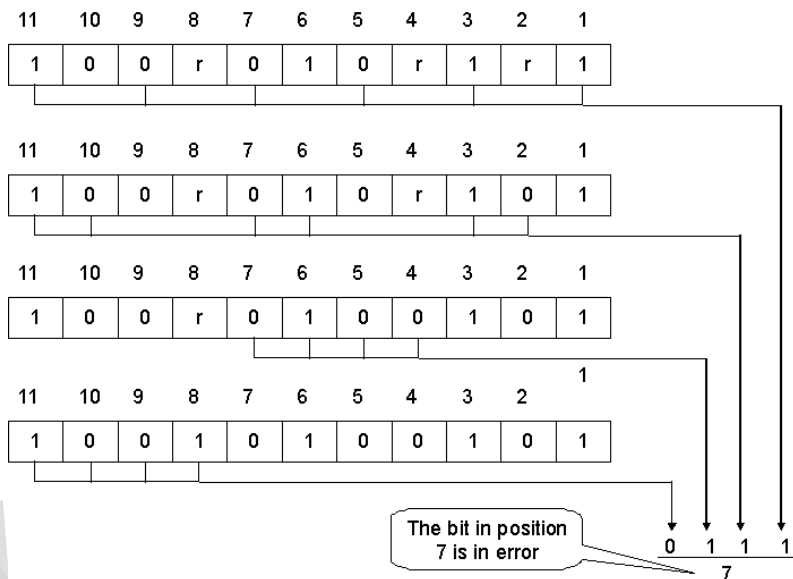 11 10 9 8 7 6 5 4 3 2 1
1 0 0 r 0 1 0 r 1 r 1
11 10 9 8 7 6 5 4 3 2 1
1 0 0 r 0 1 0 r 1 0 1
11 10 9 8 7 6 5 4 3 2 1
1 0 0 r 0 1 0 0 1 0 1
1
11 10 9 8 7 6 5 4 3 2
1 0 0 1 0 1 0 0 1 0 1
The bit in position
7 is in error
0 1 1 1
7